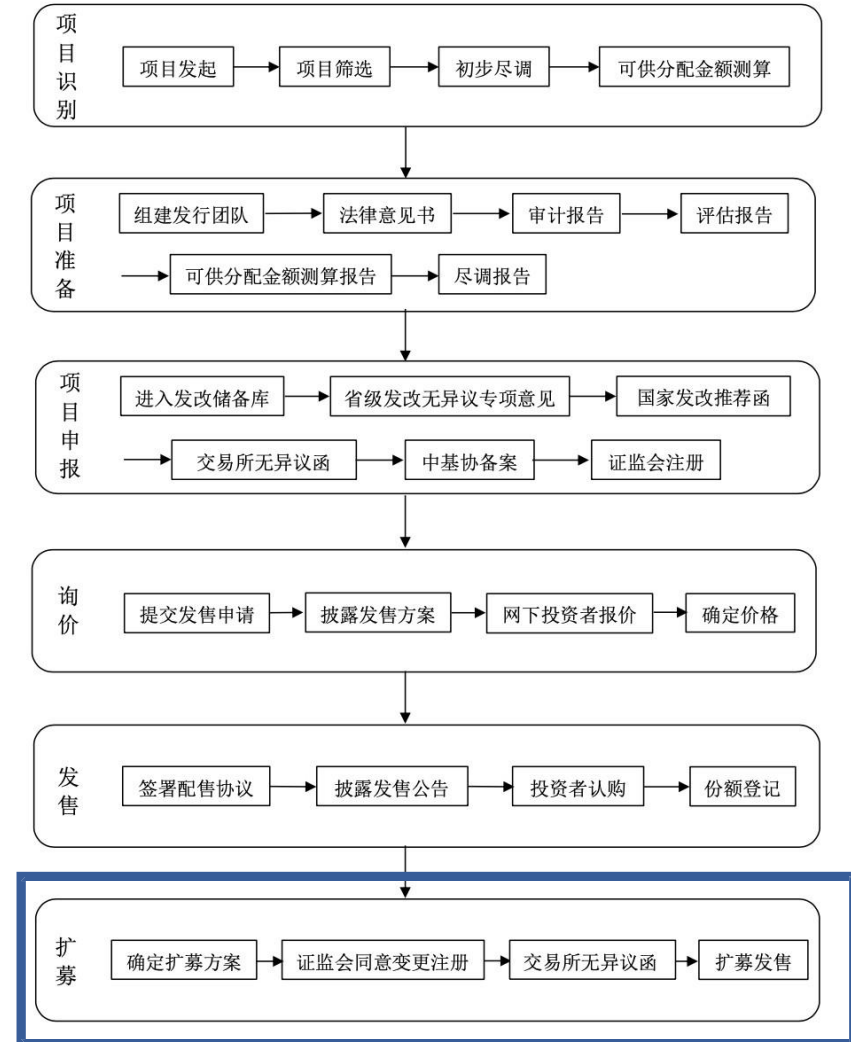 项目识别
项目发起 项目筛选 初步尽调 可供分配金额测算
项目准备
组建发行团队 法律意见书 审计报告 评估报告
可供分配金额测算报告 尽调报告
项目申报
进入发改储备库 省级发改无异议专项意见 国家发改推荐函
交易所无异议函 中基协备案 证监会注册
询价
提交发售申请 披露发售方案 网下投资者报价 确定价格
发售
签署配售协议 披露发售公告 投资者认购 份额登记
扩募
确定扩募方案 证监会同意变更注册 交易所无异议函 扩募发售